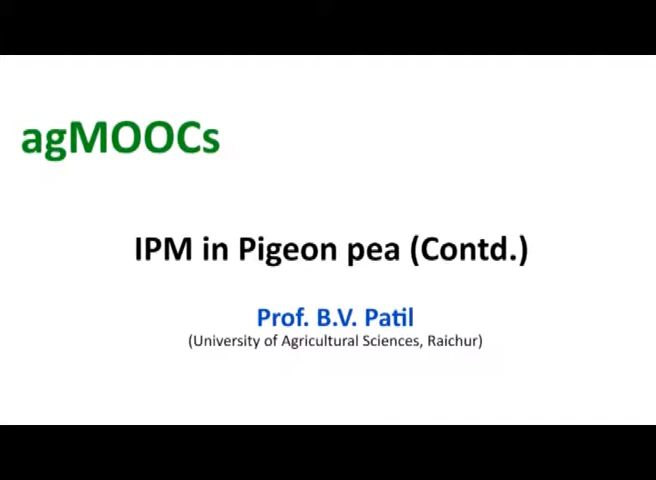 agMOOCs
IPM in Pigeon pea (Contd.)
Prof. B.V. Patil
(University of Agricultural Sciences, Raichur)